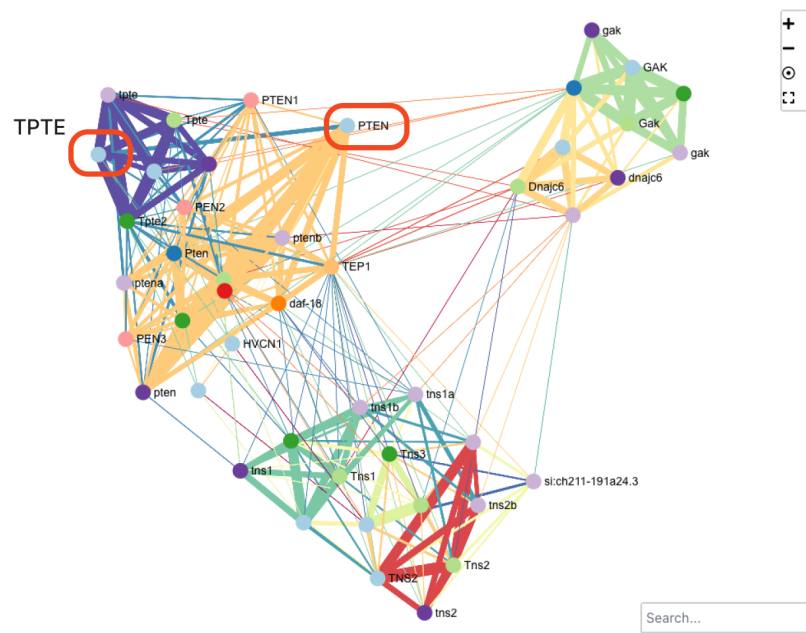 gak
+
GAK
−
tpte
PTEN1
TPTE
Tpte
PTEN
Gak
gak
Dnajc6
dnajc6
PEN2
Tpte2
ptenb
Pten
TEP1
ptena
daf-18
PEN3
HVCN1
pten
tns1a
tns1b
Tns3
tns1
Tns1
si:ch211-191a24.3
tns2b
Tns2
TNS2
tns2
Search...